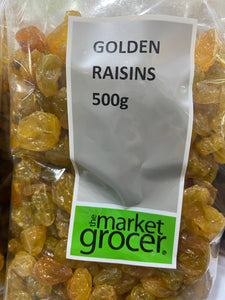 GOLDEN
RAISINS
500g
the market
grocer®